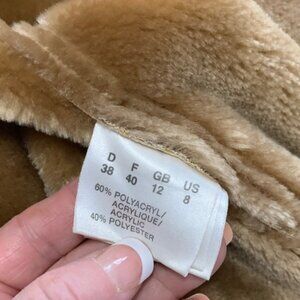 D F GB US
38 40 12 8
60% POLYACRYL/
ACRYLIQUE/
ACRYLIC
40% POLYESTER